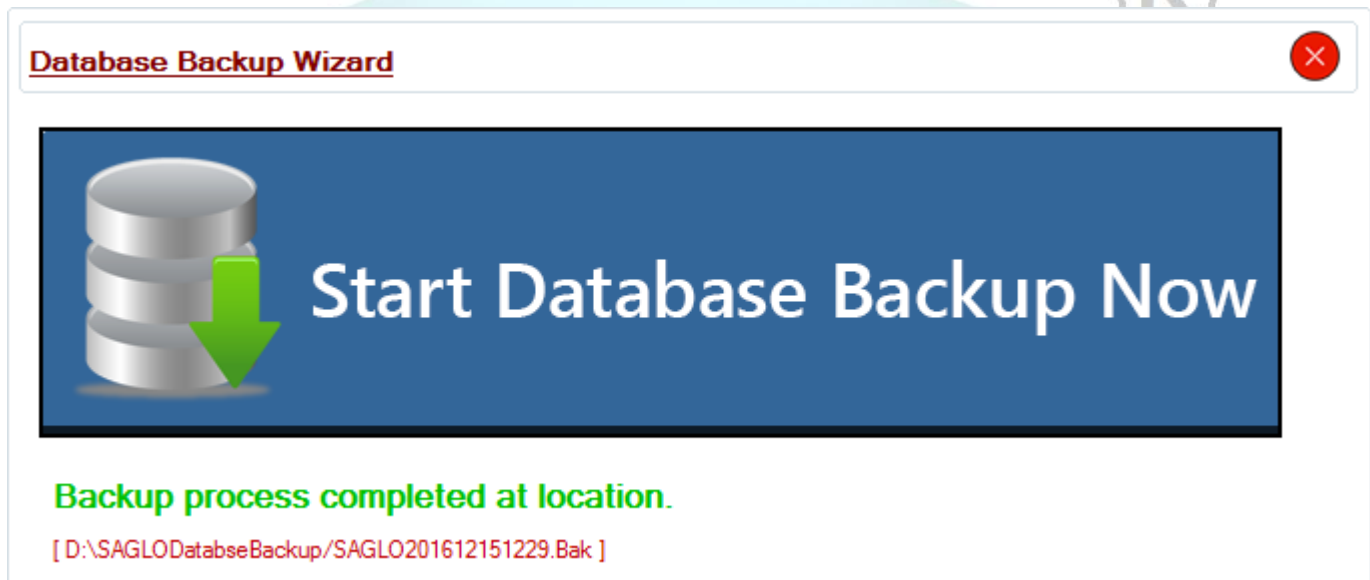 Database Backup Wizard
Start Database Backup Now
Backup process completed at location.
[ D:\SAGLODatabseBackup/SAGLO201612151229.Bak ]